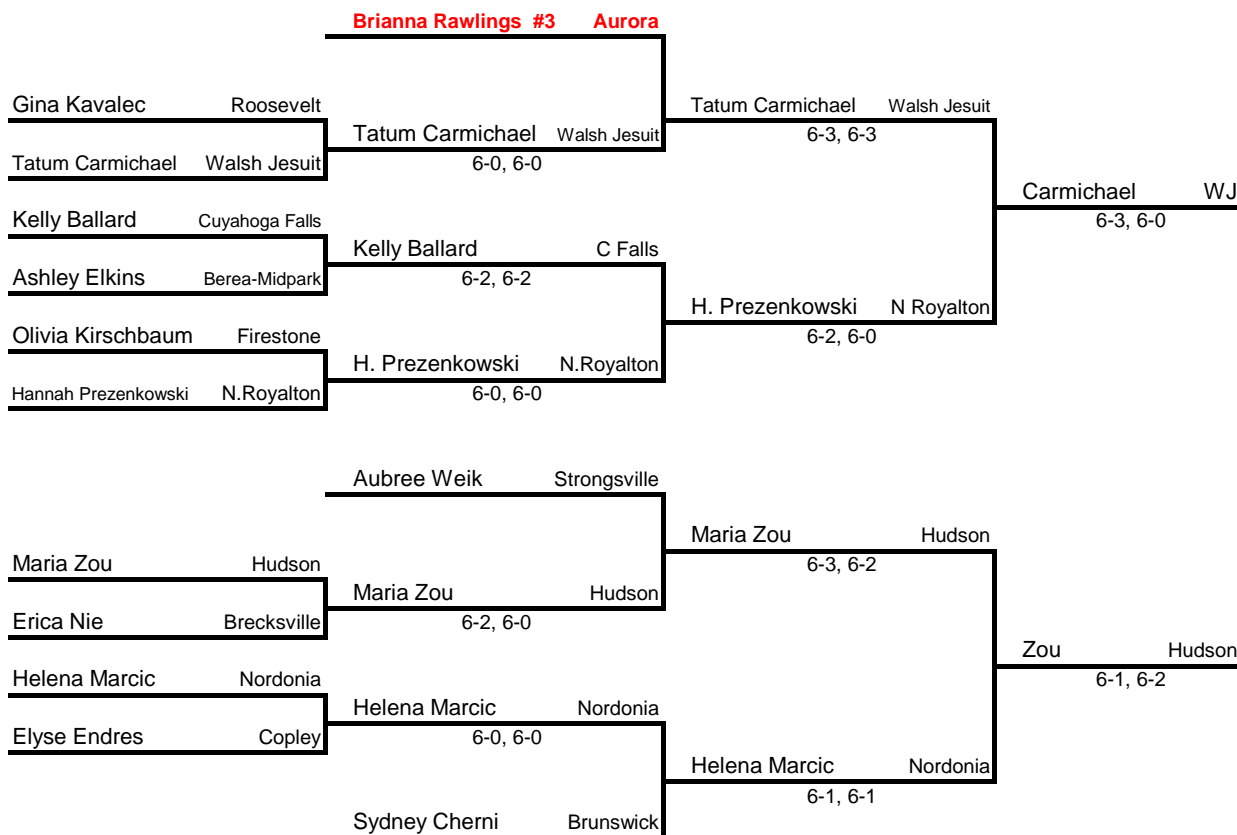 Brianna Rawlings #3 Aurora
Gina Kavalec Roosevelt
Tatum Carmichael Walsh Jesuit
6-3, 6-3
Tatum Carmichael Walsh Jesuit
6-0, 6-0
Tatum Carmichael Walsh Jesuit
Carmichael WJ
6-3, 6-0
Kelly Ballard Cuyahoga Falls
Kelly Ballard C Falls
6-2, 6-2
Ashley Elkins Berea-Midpark
H. Prezenkowski N Royalton
6-2, 6-0
Olivia Kirschbaum Firestone
H. Prezenkowski N.Royalton
6-0, 6-0
Hannah Prezenkowski N.Royalton
Aubree Weik Strongsville
Maria Zou Hudson
6-3, 6-2
Maria Zou Hudson
Maria Zou Hudson
6-2, 6-0
Erica Nie Brecksville
Zou Hudson
6-1, 6-2
Helena Marcic Nordonia
Helena Marcic Nordonia
6-0, 6-0
Elyse Endres Copley
Helena Marcic Nordonia
6-1, 6-1
Sydney Cherni Brunswick